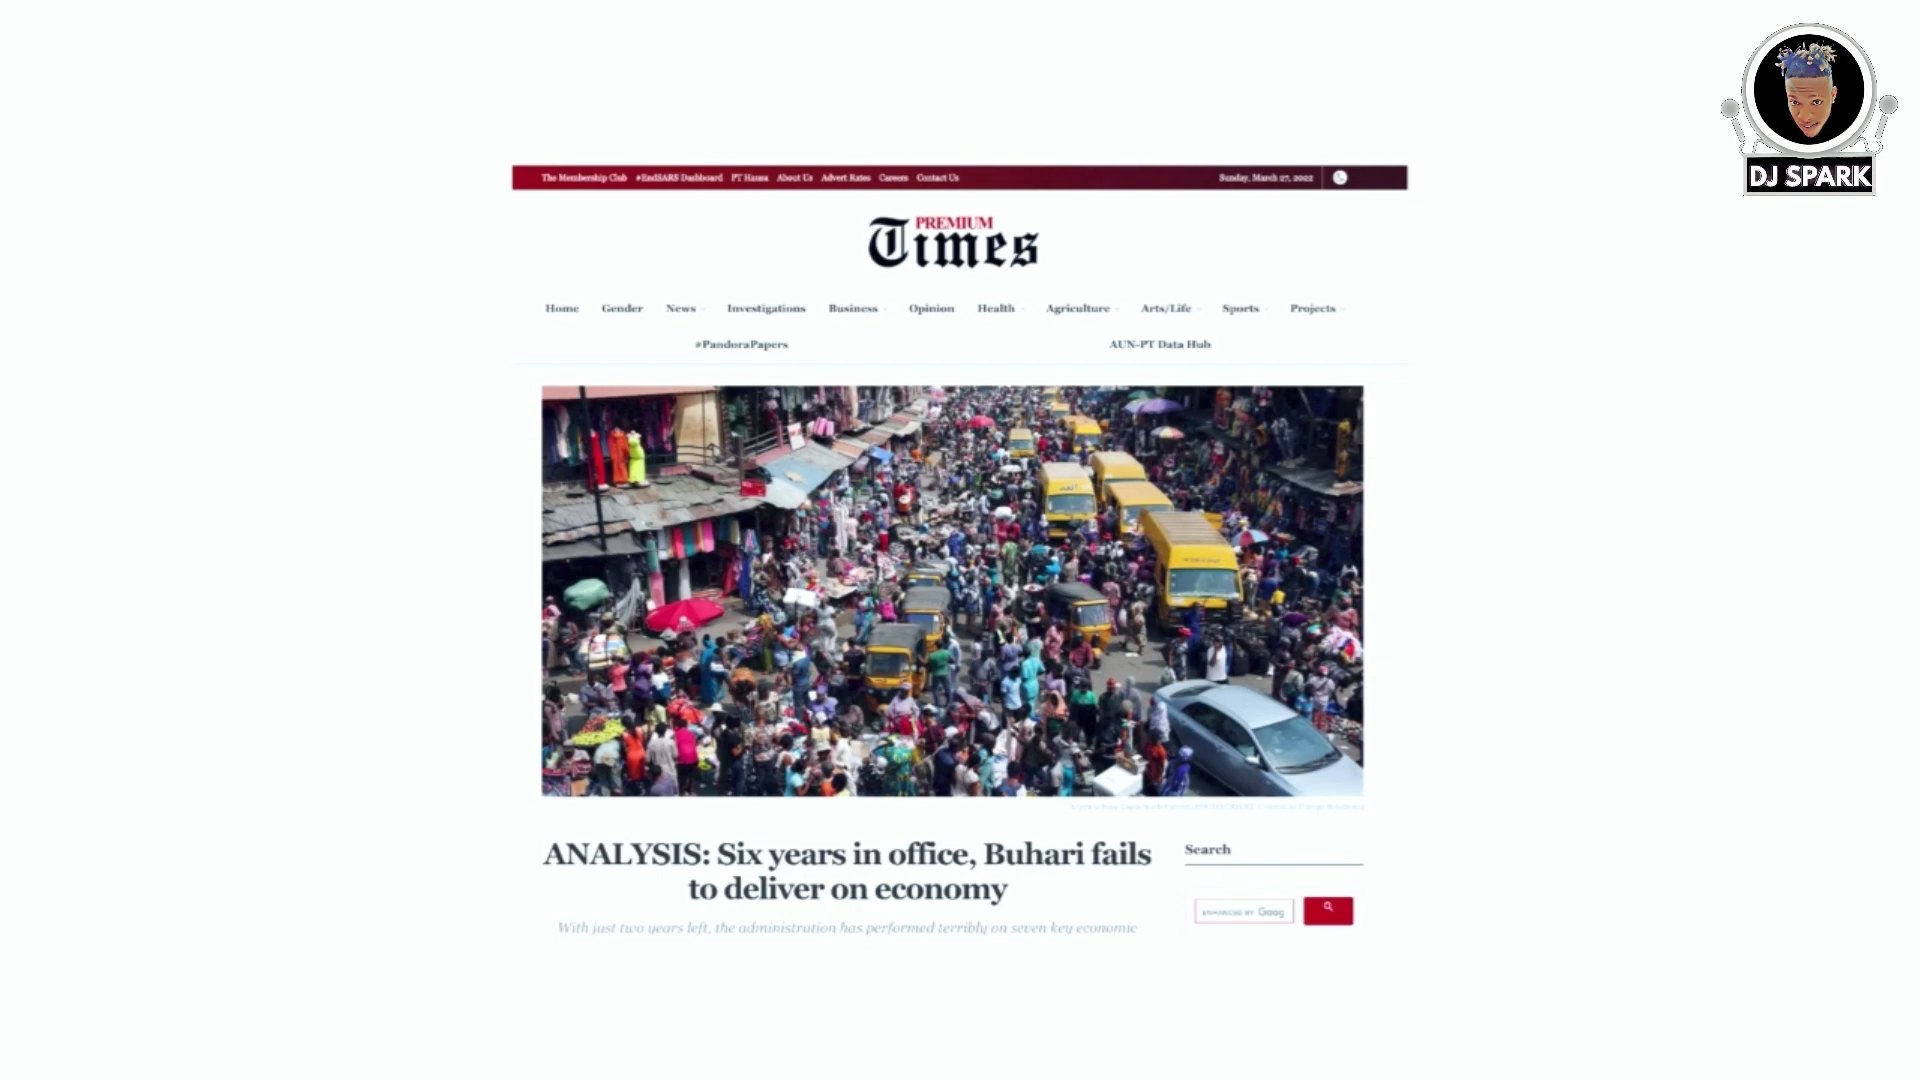 DJ SPARK
The Membership Club #EndSARS Dashboard PT Hausa About Us Advert Rates Careers Contact Us Sunday, March 27, 2022
PREMIUM
Times
Home Gender News Investigations Business Opinion Health Agriculture Arts/Life Sports Projects
#PandoraPapers AUN-PT Data Hub
ANALYSIS: Six years in office, Buhari fails
to deliver on economy
Search
With just two years left, the administration has performed terribly on seven key economic
ENHANCED BY Goog